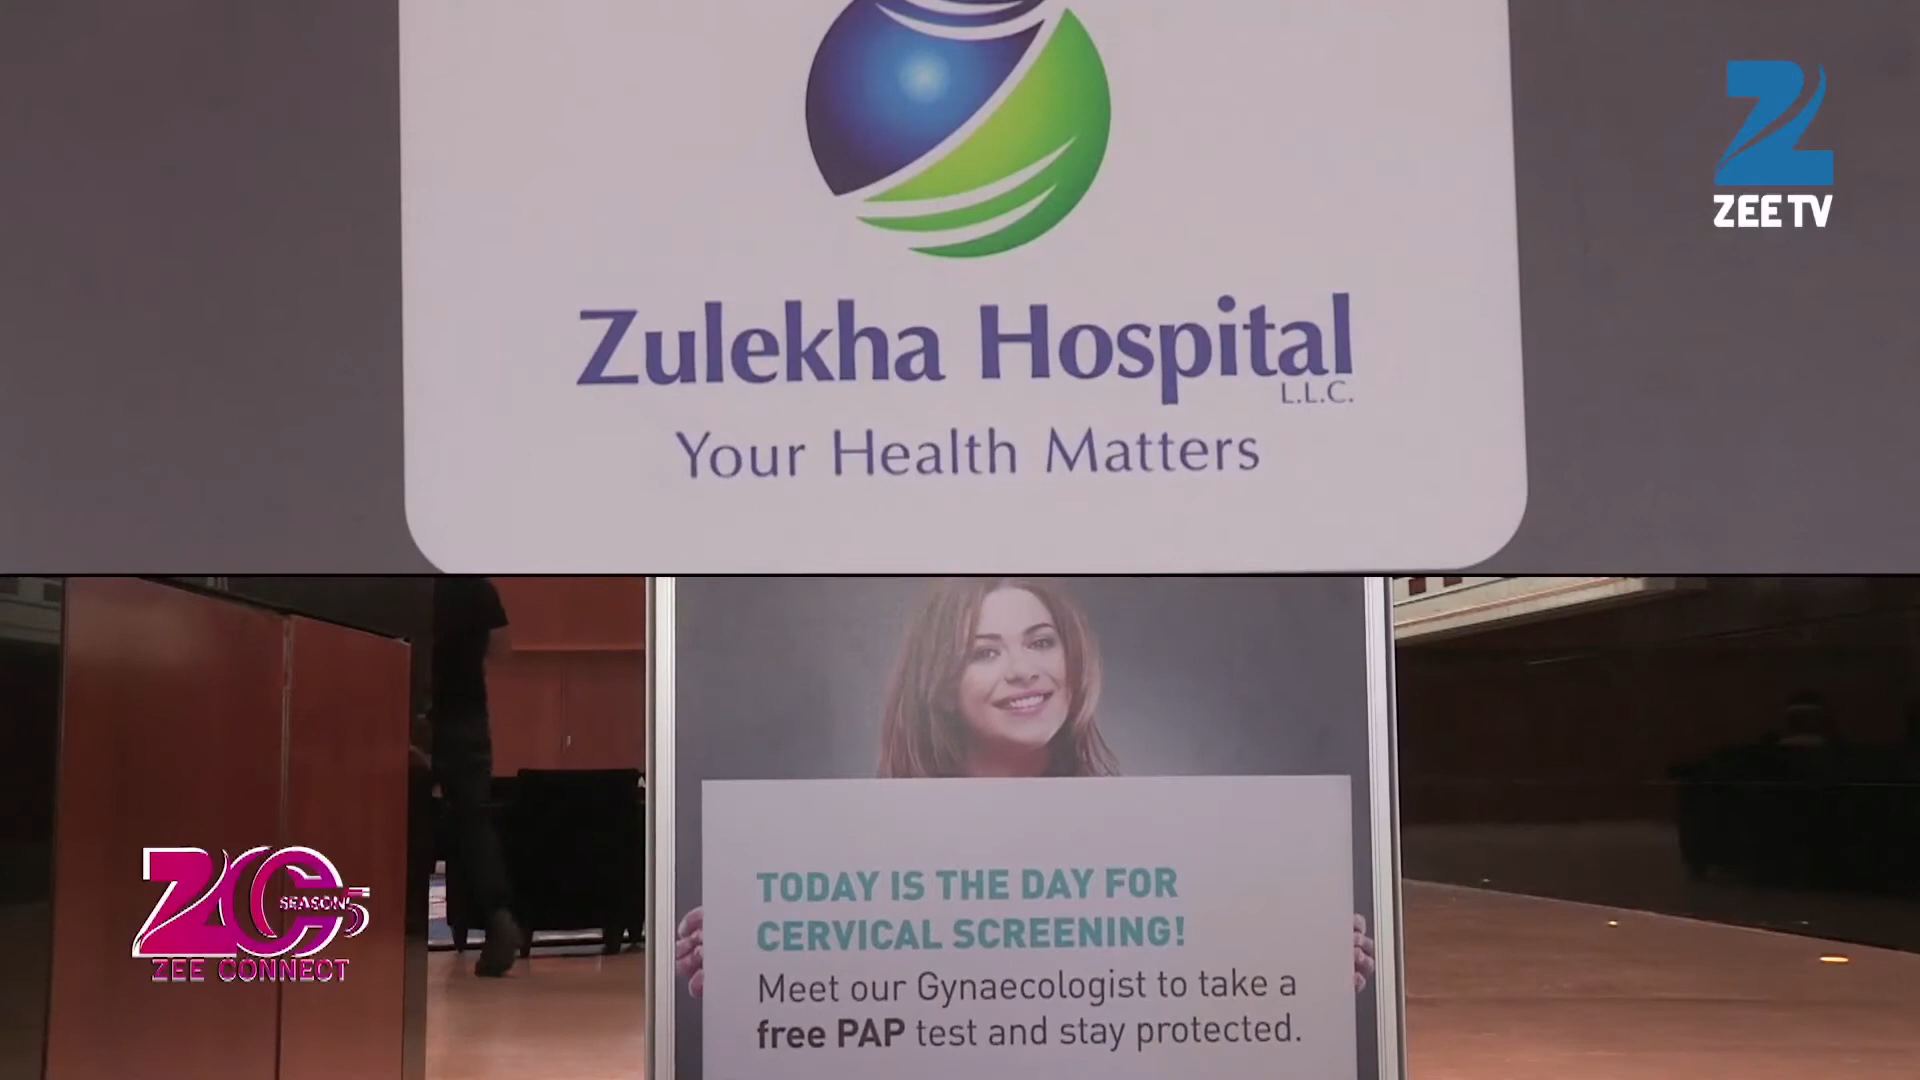 ZEE TV
Zulekha Hospital
L.L.C.
Your Health Matters
TODAY IS THE DAY FOR
CERVICAL SCREENING!
Meet our Gynaecologist to take a
free PAP test and stay protected.
ZC SEASON 5
ZEE CONNECT